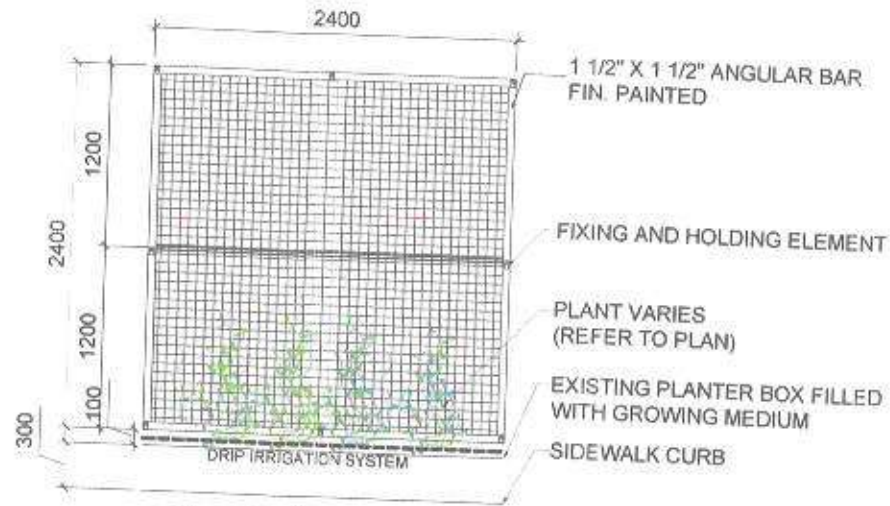 2400
1 1/2" X 1 1/2" ANGULAR BAR
FIN. PAINTED
1200
2400
FIXING AND HOLDING ELEMENT
1200
PLANT VARIES
(REFER TO PLAN)
EXISTING PLANTER BOX FILLED
WITH GROWING MEDIUM
100
300
DRIP IRRIGATION SYSTEM
SIDEWALK CURB